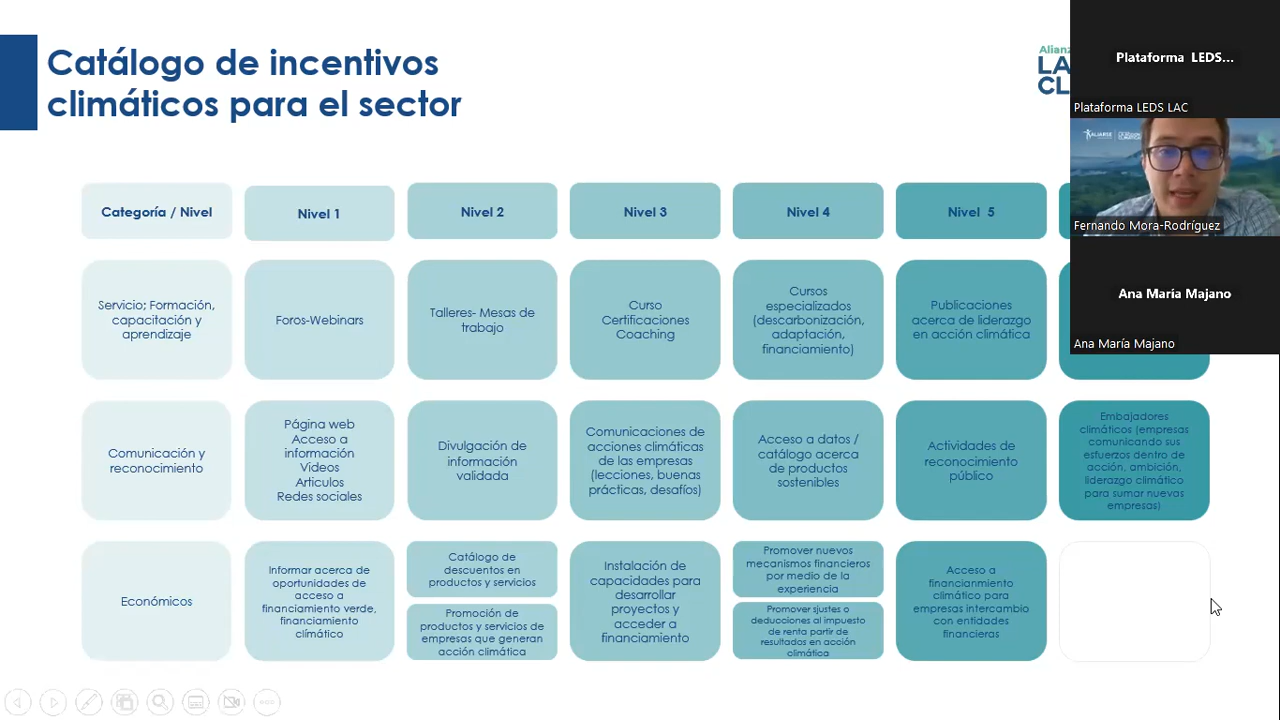 Catálogo de incentivos
climáticos para el sector
Alianz
LA
CL
Plataforma LEDS...
Plataforma LEDS LAC
ALIARSE
Fernando Mora-Rodríguez
Ana María Majano
Ana María Majano
Categoría / Nivel
Nivel 1
Nivel 2
Nivel 3
Nivel 4
Nivel 5
Servicio; Formación,
capacitación y
aprendizaje
Foros-Webinars
Talleres- Mesas de
trabajo
Curso
Certificaciones
Coaching
Cursos
especializados
(descarbonización,
adaptación,
financiamiento)
Publicaciones
acerca de liderazgo
en acción climática
Comunicación y
reconocimiento
Página web
Acceso a
información
Videos
Articulos
Redes sociales
Divulgación de
información
validada
Comunicaciones de
acciones climáticas
de las empresas
(lecciones, buenas
prácticas, desafíos)
Acceso a datos /
catálogo acerca
de productos
sostenibles
Actividades de
reconocimiento
público
Embajadores
climáticos (empresas
comunicando sus
esfuerzos dentro de
acción, ambición,
liderazgo climático
para sumar nuevas
empresas)
Económicos
Informar acerca de
oportunidades de
acceso a
financiamiento verde,
financiamiento
climático
Catálogo de
descuentos en
productos y servicios
Promoción de
productos y servicios de
empresas que generan
acción climática
Instalación de
capacidades para
desarrollar
proyectos y
acceder a
financiamiento
Promover nuevos
mecanismos financieros
por medio de la
experiencia
Promover sjustes o
deducciones al impuesto
de renta partir de
resultados en acción
climática
Acceso a
financianmiento
climático para
empresas intercambio
con entidades
financieras